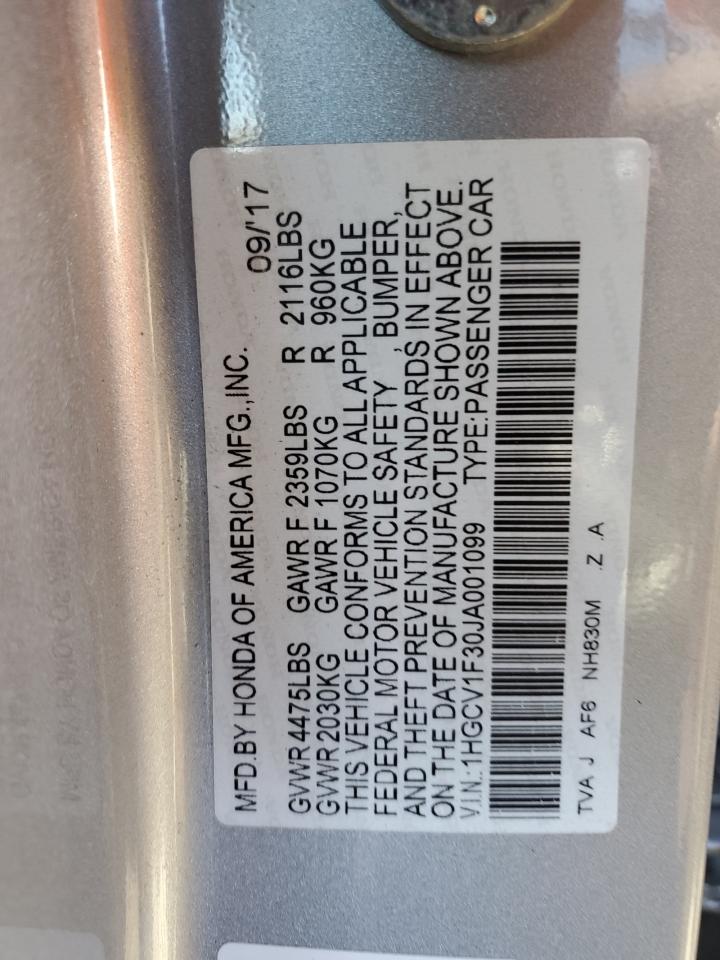 MFD.BY HONDA OF AMERICA MFG.,INC. 09/'17
GVWR 4475LBS GAWR F 2359LBS R 2116LBS
GVWR 2030KG GAWR F 1070KG R 960KG
THIS VEHICLE CONFORMS TO ALL APPLICABLE
FEDERAL MOTOR VEHICLE SAFETY , BUMPER,
AND THEFT PREVENTION STANDARDS IN EFFECT
ON THE DATE OF MANUFACTURE SHOWN ABOVE.
V.I.N.:1HGCV1F30JA001099 TYPE:PASSENGER CAR
TVA J AF6 NH830M .Z .A